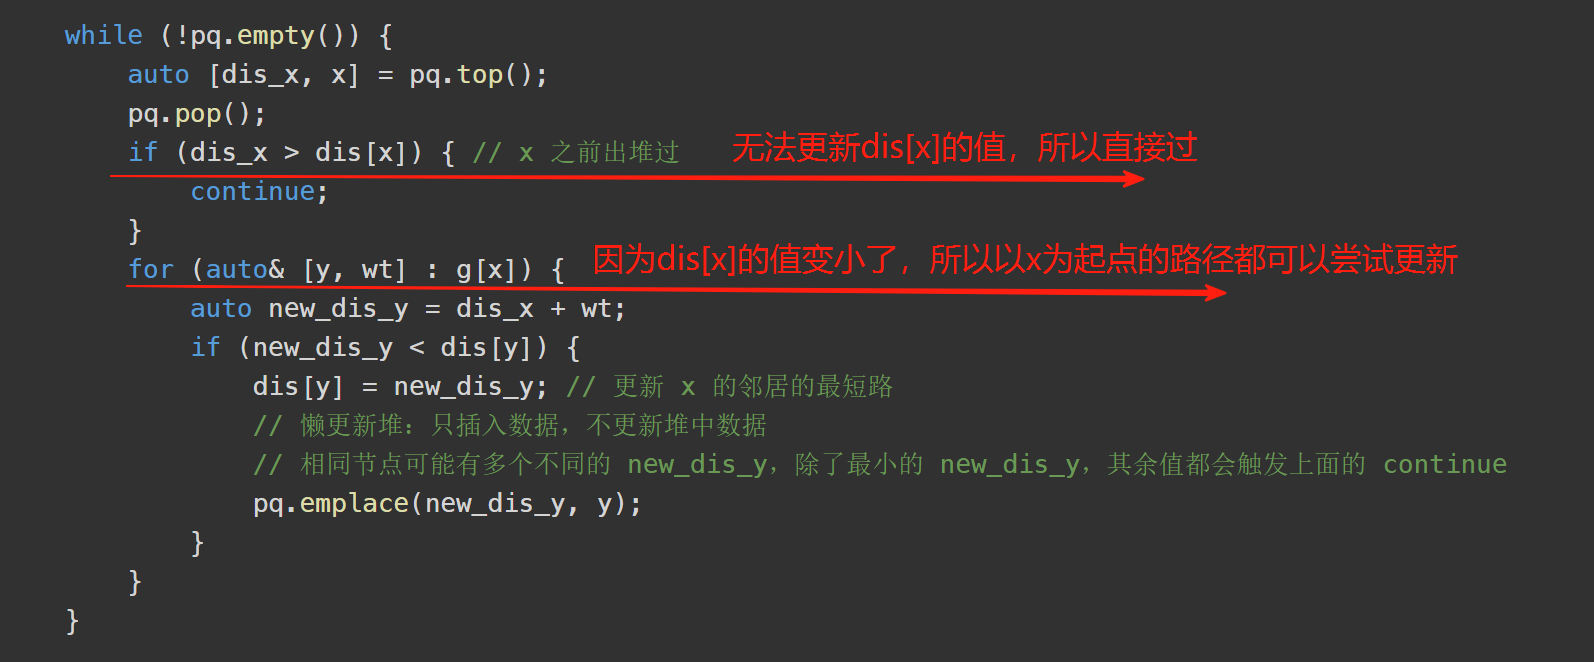 while (!pq.empty()) {
auto [dis_x, x] = pq.top();
pq.pop();
if (dis_x > dis[x]) { // x 之前出堆过 无法更新dis[x]的值，所以直接过
continue;
}
for (auto& [y, wt] : g[x]) { 因为dis[x]的值变小了，所以以x为起点的路径都可以尝试更新
auto new_dis_y = dis_x + wt;
if (new_dis_y < dis[y]) {
dis[y] = new_dis_y; // 更新 x 的邻居的最短路
// 懒更新堆：只插入数据，不更新堆中数据
// 相同节点可能有多个不同的 new_dis_y，除了最小的 new_dis_y，其余值都会触发上面的 continue
pq.emplace(new_dis_y, y);
}
}
}